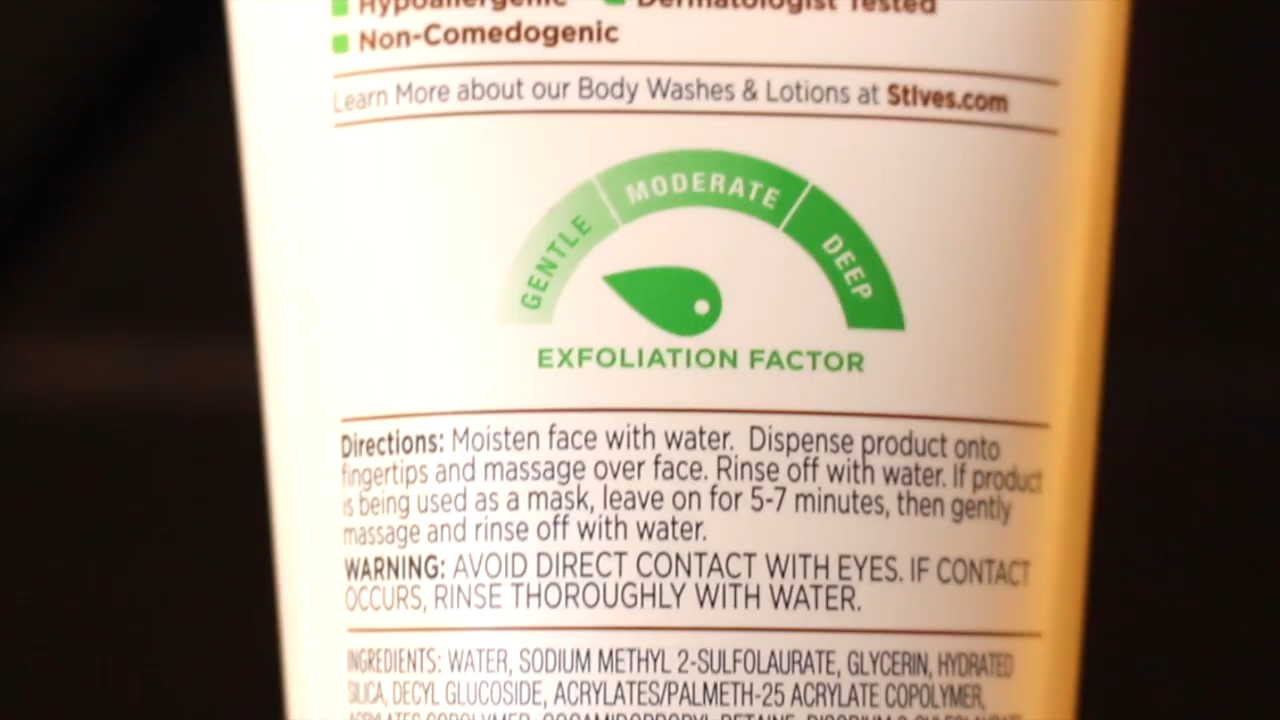 Hypoallergenic Dermatologist Tested
Non-Comedogenic
Learn More about our Body Washes & Lotions at StIves.com
GENTLE MODERATE DEEP
EXFOLIATION FACTOR
Directions: Moisten face with water. Dispense product onto
fingertips and massage over face. Rinse off with water. If product
is being used as a mask, leave on for 5-7 minutes, then gently
massage and rinse off with water.
WARNING: AVOID DIRECT CONTACT WITH EYES. IF CONTACT
OCCURS, RINSE THOROUGHLY WITH WATER.
INGREDIENTS: WATER, SODIUM METHYL 2-SULFOLAURATE, GLYCERIN, HYDRATED
SILICA, DECYL GLUCOSIDE, ACRYLATES/PALMETH-25 ACRYLATE COPOLYMER,